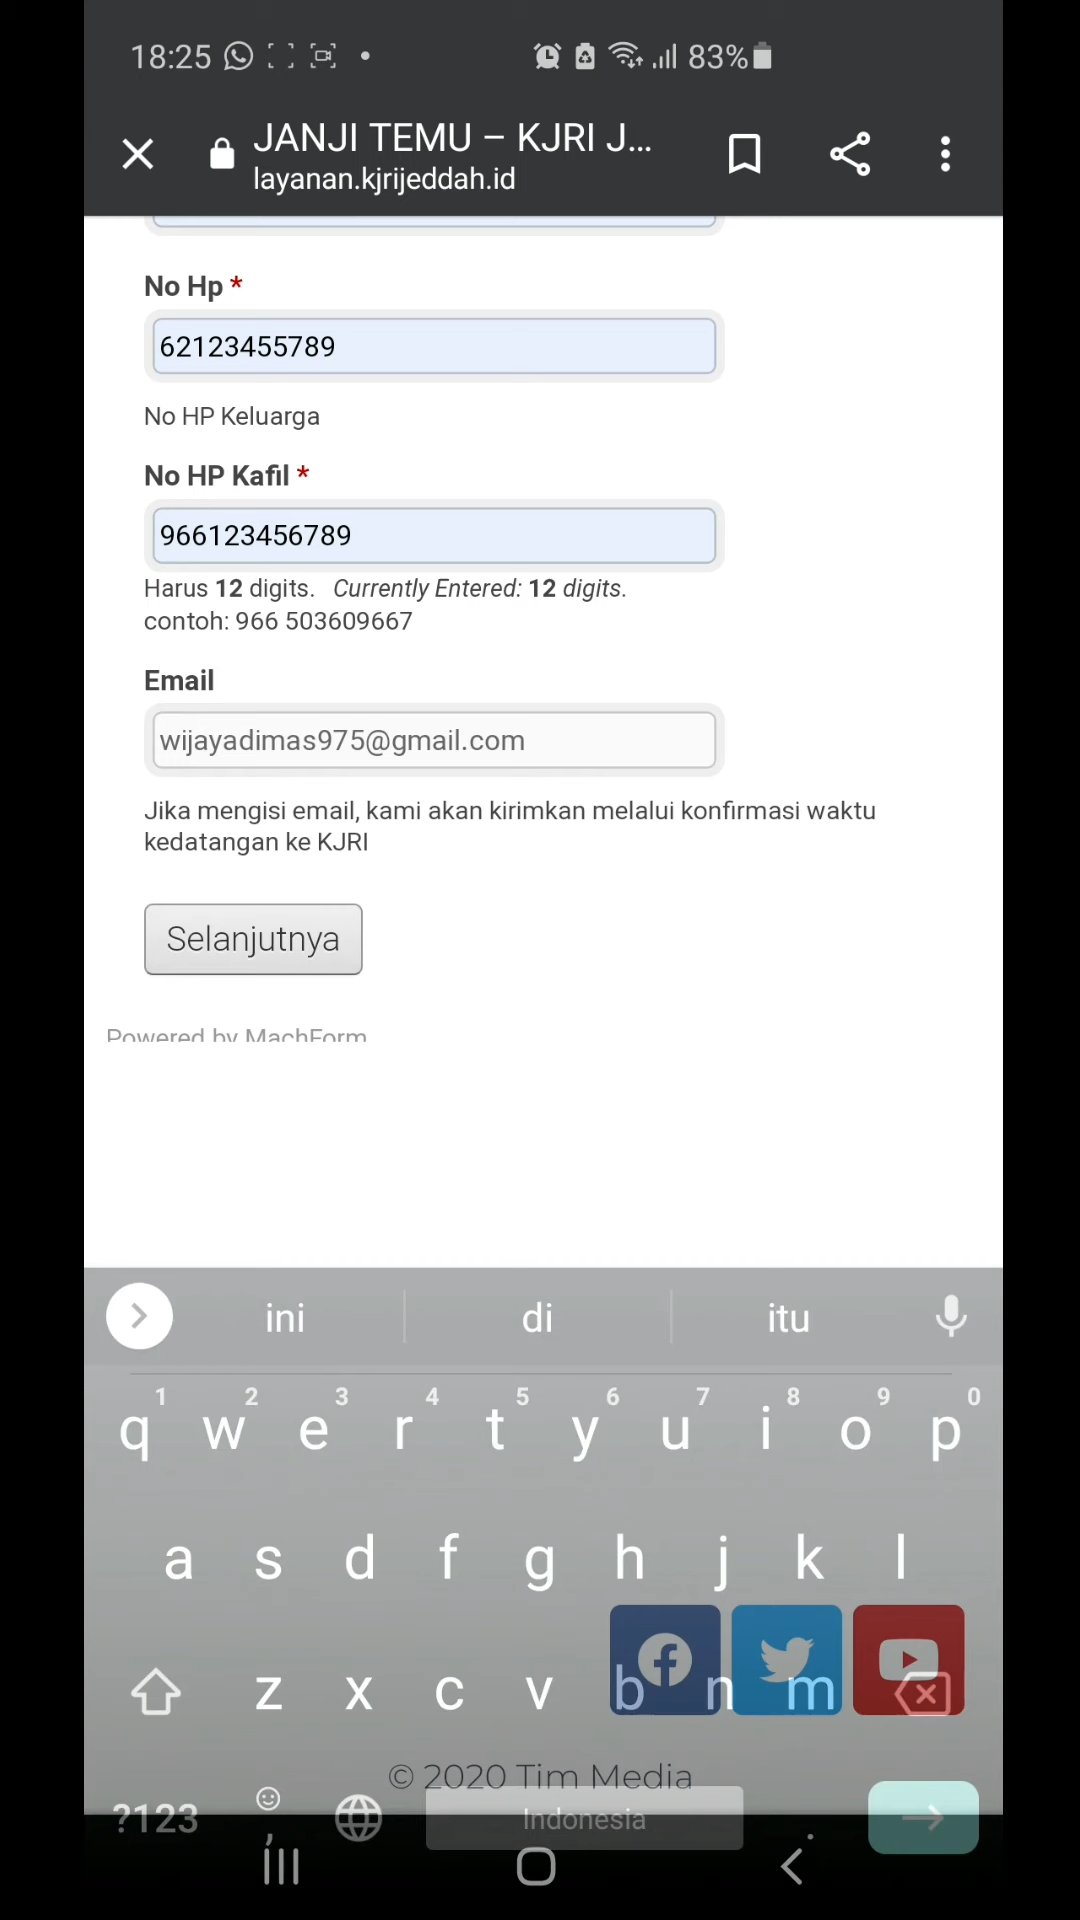 18:25
83%
JANJI TEMU – KJRI J...
layanan.kjrijeddah.id
No Hp *
62123455789
No HP Keluarga
No HP Kafil *
966123456789
Harus 12 digits. Currently Entered: 12 digits.
contoh: 966 503609667
Email
wijayadimas975@gmail.com
Jika mengisi email, kami akan kirimkan melalui konfirmasi waktu
kedatangan ke KJRI
Selanjutnya
Powered by MachForm
ini di itu
1 2 3 4 5 6 7 8 9 0
q w e r t y u i o p
a s d f g h j k l
z x c v b n m
© 2020 Tim Media
?123 , Indonesia .